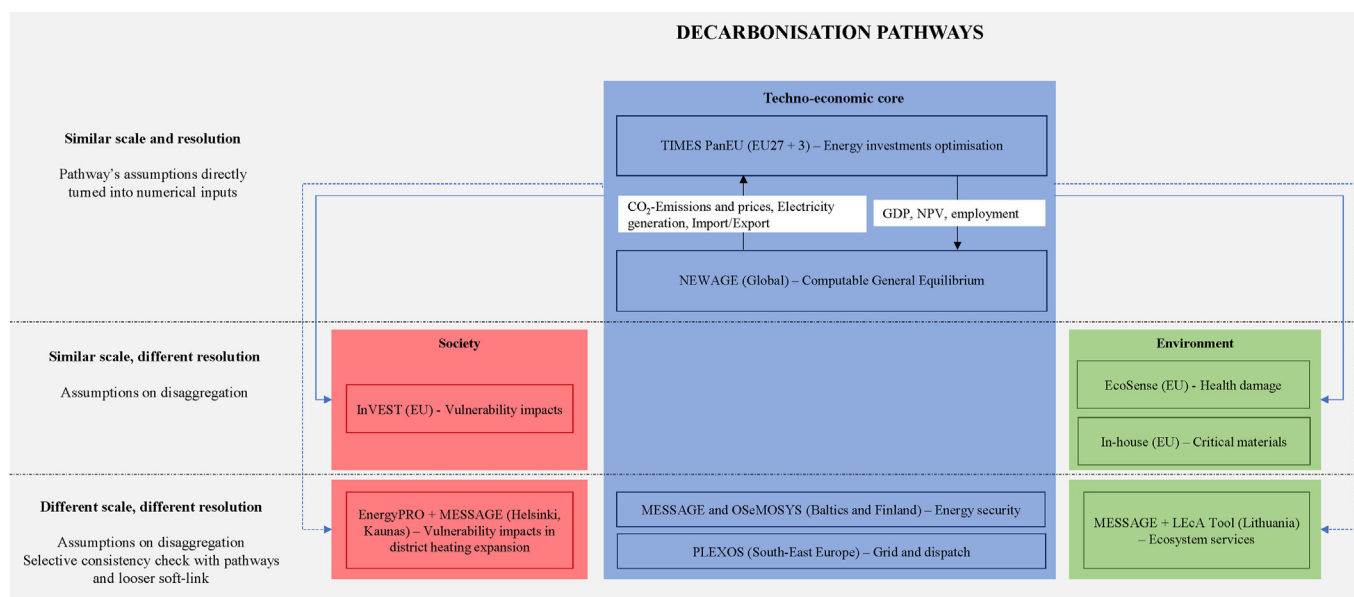 DECARBONISATION PATHWAYS
Techno-economic core
Similar scale and resolution
Pathway's assumptions directly
turned into numerical inputs
TIMES PanEU (EU27 + 3) – Energy investments optimisation
CO₂-Emissions and prices, Electricity
generation, Import/Export
GDP, NPV, employment
NEWAGE (Global) – Computable General Equilibrium
Similar scale, different resolution
Assumptions on disaggregation
Society
InVEST (EU) - Vulnerability impacts
Environment
EcoSense (EU) - Health damage
In-house (EU) – Critical materials
Different scale, different resolution
Assumptions on disaggregation
Selective consistency check with pathways
and looser soft-link
EnergyPRO + MESSAGE (Helsinki,
Kaunas) – Vulnerability impacts in
district heating expansion
MESSAGE and OSeMOSYS (Baltics and Finland) – Energy security
PLEXOS (South-East Europe) – Grid and dispatch
MESSAGE + LEcA Tool (Lithuania)
– Ecosystem services